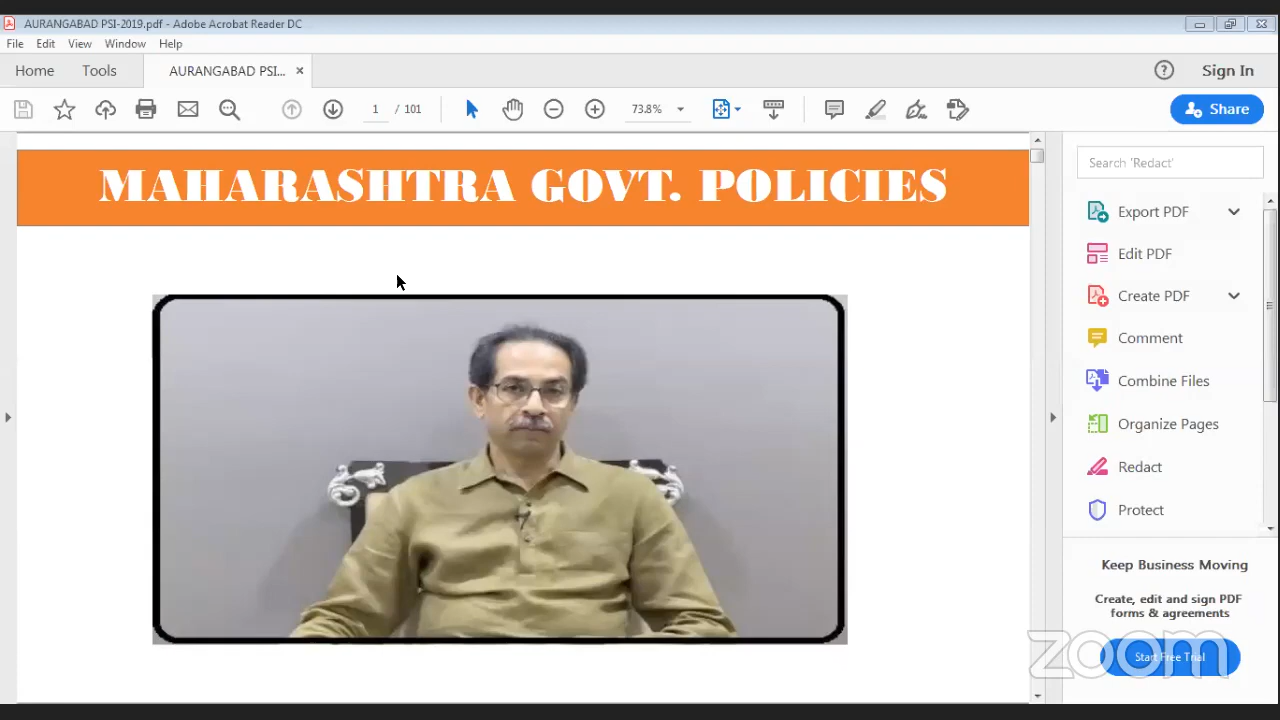 AURANGABAD PSI-2019.pdf - Adobe Acrobat Reader DC
File Edit View Window Help
Home Tools AURANGABAD PSI... × Sign In
1 / 101 73.8% Share
MAHARASHTRA GOVT. POLICIES
Search 'Redact'
Export PDF
Edit PDF
Create PDF
Comment
Combine Files
Organize Pages
Redact
Protect
Keep Business Moving
Create, edit and sign PDF
forms & agreements
Start Free Trial
zoom